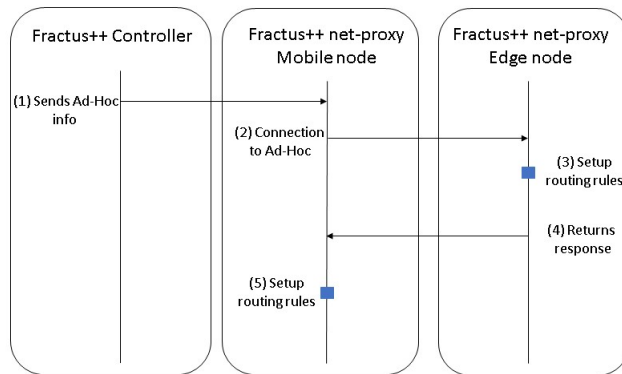 Fractus++ Controller
Fractus++ net-proxy
Mobile node
Fractus++ net-proxy
Edge node
(1) Sends Ad-Hoc
info
(2) Connection
to Ad-Hoc
(3) Setup
routing rules
(4) Returns
response
(5) Setup
routing rules